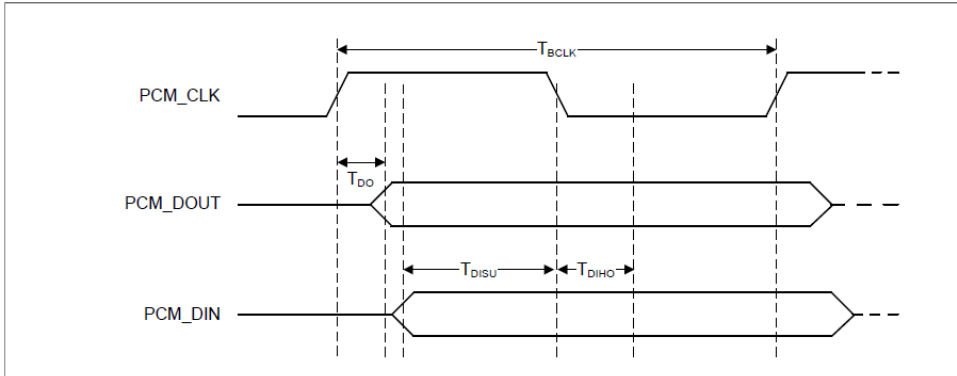 TBCLK
PCM_CLK
TDO
PCM_DOUT
TDISU
TDIHO
PCM_DIN